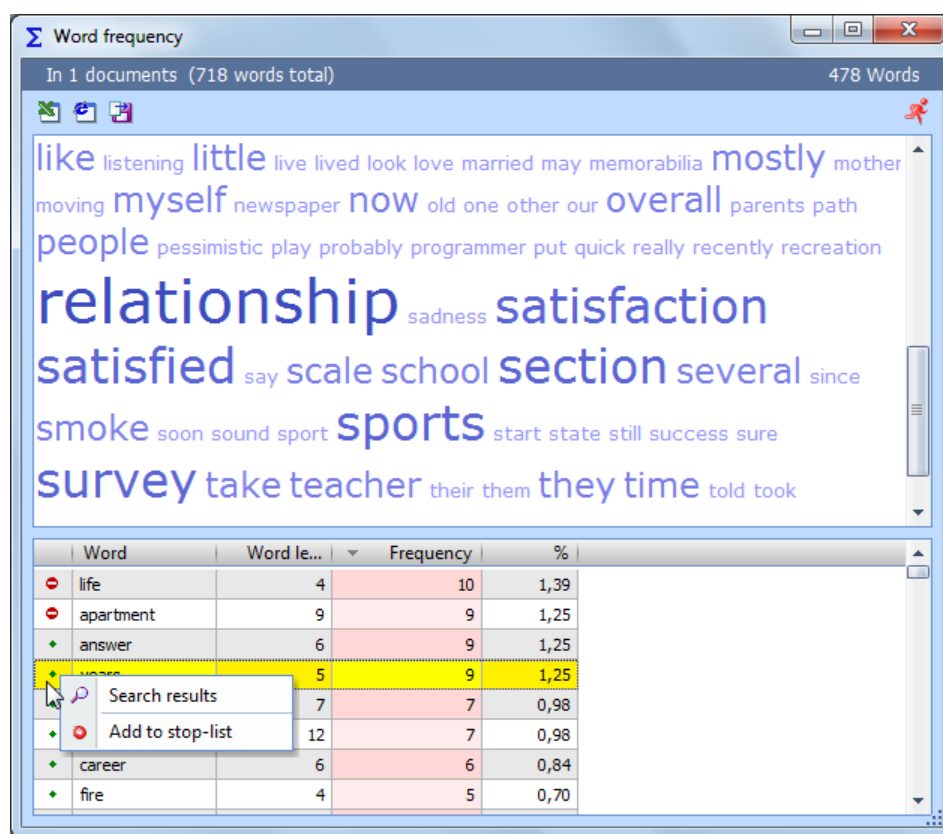 Σ Word frequency
In 1 documents (718 words total) 478 Words
like listening little live lived look love married may memorabilia mostly mother
moving myself newspaper now old one other our overall parents path
people pessimistic play probably programmer put quick really recently recreation
relationship sadness satisfaction
satisfied say scale school section several since
smoke soon sound sport sports start state still success sure
survey take teacher their them they time told took
Word Word le... Frequency %
life 4 10 1,39
apartment 9 9 1,25
answer 6 9 1,25
years 5 9 1,25
Search results 7 7 0,98
Add to stop-list 12 7 0,98
career 6 6 0,84
fire 4 5 0,70